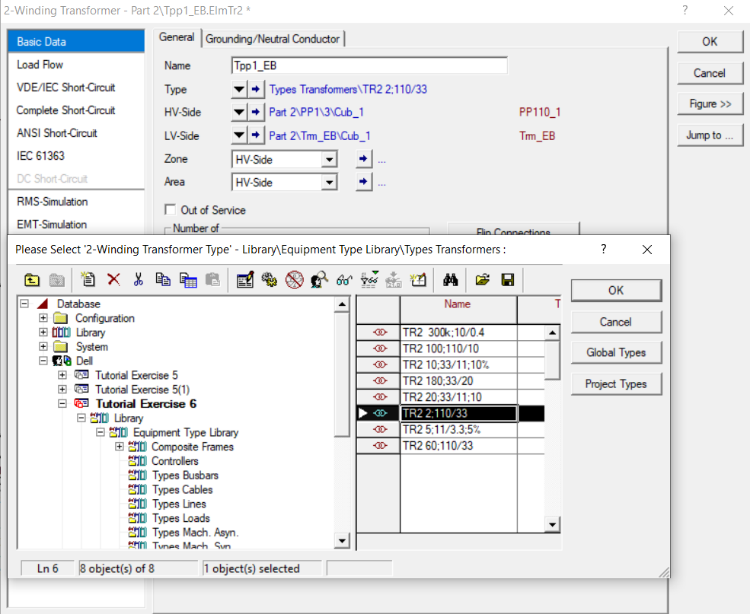 2-Winding Transformer - Part 2\Tpp1_EB.ElmTr2 *
?
Basic Data
Load Flow
VDE/IEC Short-Circuit
Complete Short-Circuit
ANSI Short-Circuit
IEC 61363
DC Short-Circuit
RMS-Simulation
EMT-Simulation
General
Grounding/Neutral Conductor
Name
Tpp1_EB
Type
Types Transformers\TR2 2;110/33
HV-Side
Part 2\PP1\3\Cub_1
PP110_1
LV-Side
Part 2\Trm_EB\Cub_1
Trm_EB
Zone
HV-Side
...
Area
HV-Side
...
Out of Service
Number of
Flip Connections
OK
Cancel
Figure >>
Jump to ...
Please Select '2-Winding Transformer Type' - Library\Equipment Type Library\Types Transformers :
?
Database
Configuration
Library
System
Dell
Tutorial Exercise 5
Tutorial Exercise 5(1)
Tutorial Exercise 6
Library
Equipment Type Library
Composite Frames
Controllers
Types Busbars
Types Cables
Types Lines
Types Loads
Types Mach. Asyn.
Types Mach. Syn.
Name
T
TR2 300k;10/0.4
TR2 100;110/10
TR2 10;33/11;10%
TR2 180;33/20
TR2 20;33/11;10
TR2 2;110/33
TR2 5;11/3.3;5%
TR2 60;110/33
OK
Cancel
Global Types
Project Types
Ln 6
8 object(s) of 8
1 object(s) selected